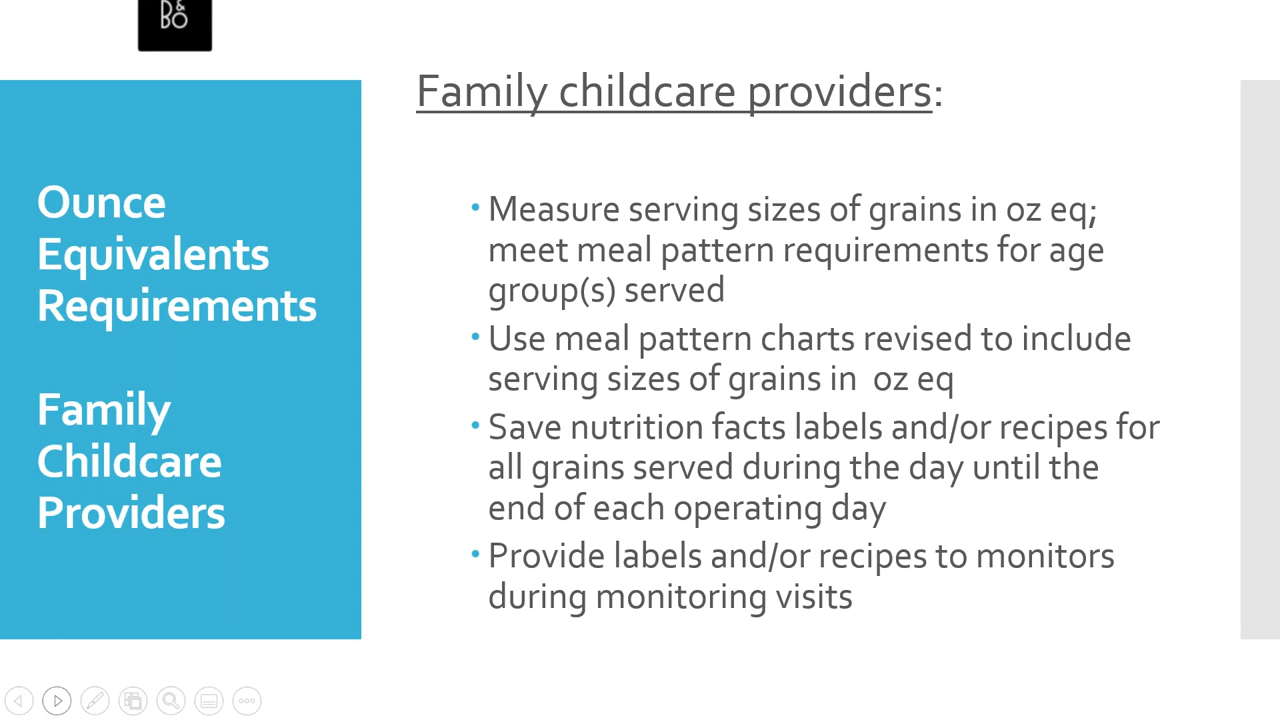 B&
BO
Family childcare providers:
Ounce
Equivalents
Requirements
Family
Childcare
Providers
• Measure serving sizes of grains in oz eq;
meet meal pattern requirements for age
group(s) served
• Use meal pattern charts revised to include
serving sizes of grains in  oz eq
• Save nutrition facts labels and/or recipes for
all grains served during the day until the
end of each operating day
• Provide labels and/or recipes to monitors
during monitoring visits